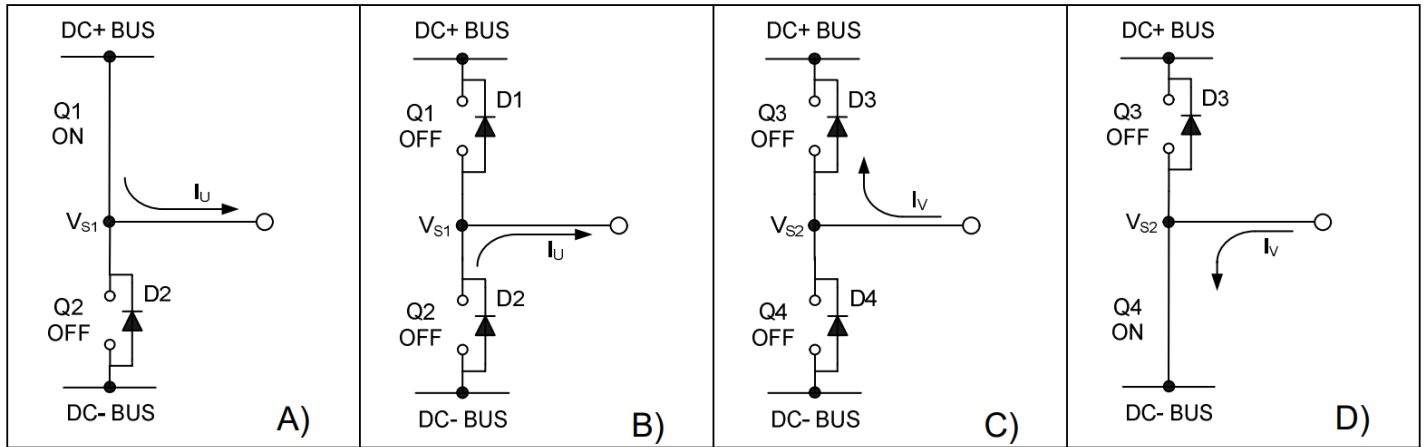 DC+ BUS
Q1
ON
I_U
V_S1
D2
Q2
OFF
DC- BUS
A)
DC+ BUS
D1
Q1
OFF
V_S1
I_U
D2
Q2
OFF
DC- BUS
B)
DC+ BUS
D3
Q3
OFF
I_V
V_S2
D4
Q4
OFF
DC- BUS
C)
DC+ BUS
D3
Q3
OFF
V_S2
I_V
Q4
ON
DC- BUS
D)